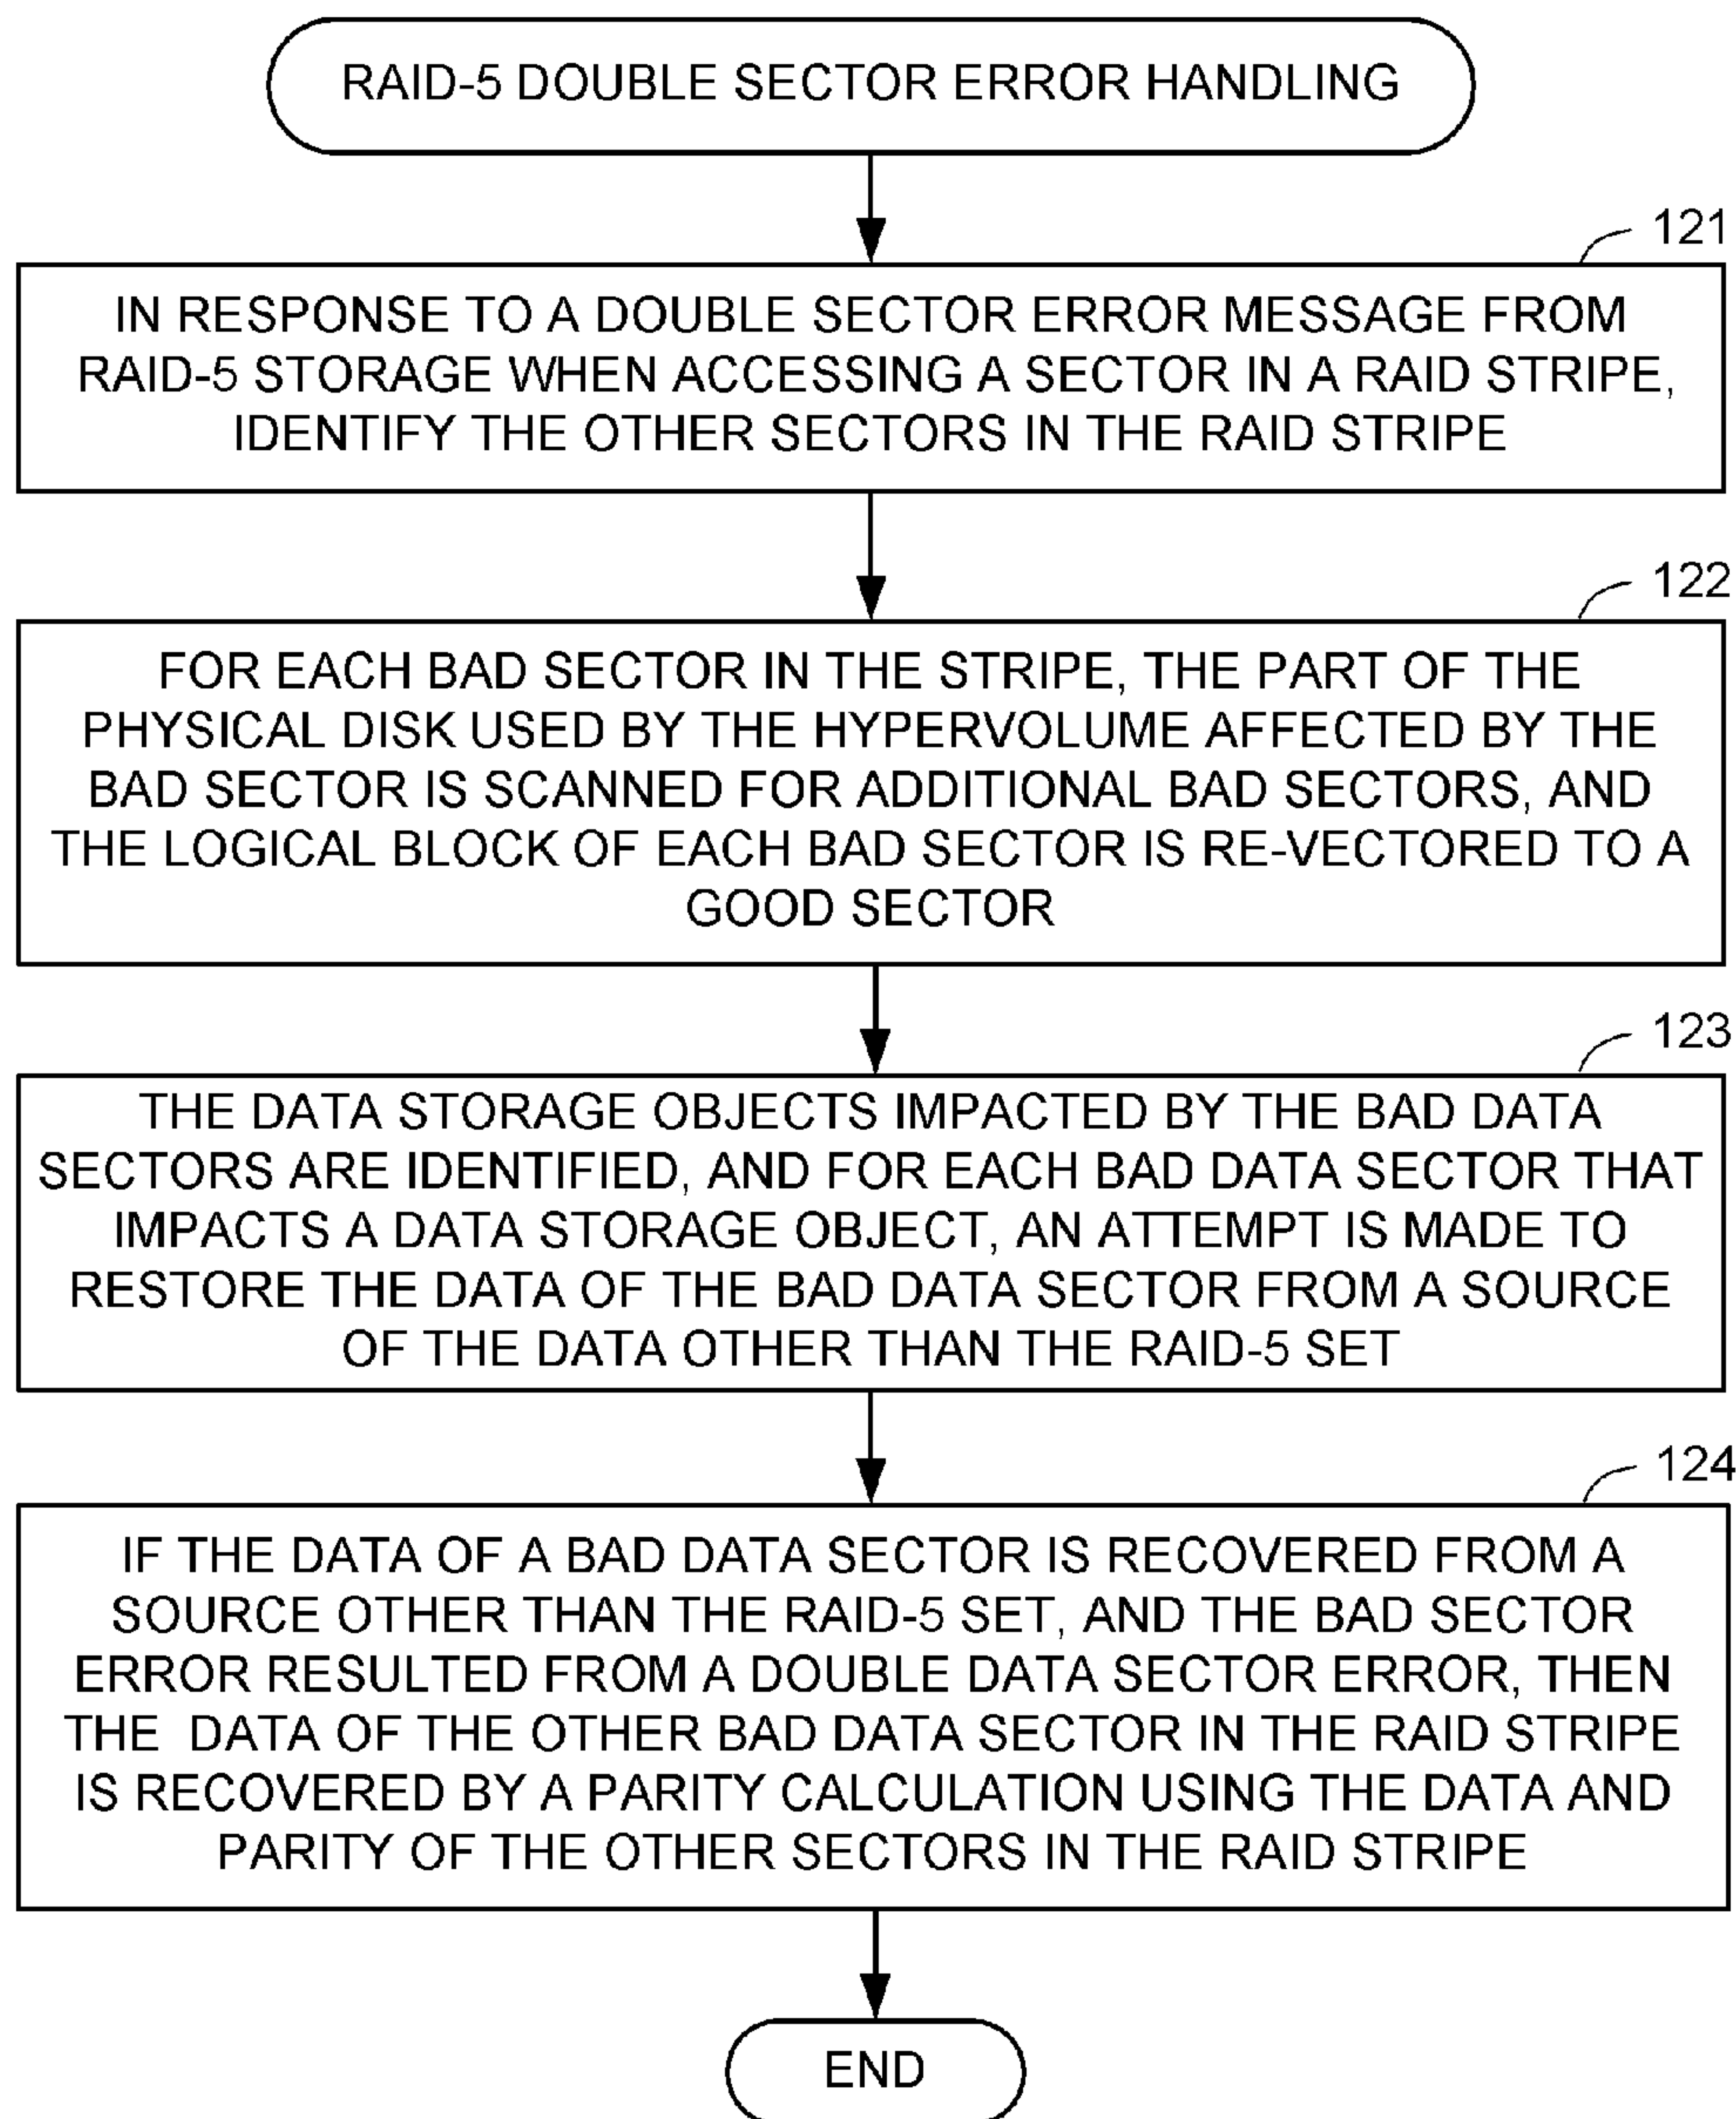 RAID-5 DOUBLE SECTOR ERROR HANDLING
121
IN RESPONSE TO A DOUBLE SECTOR ERROR MESSAGE FROM
RAID-5 STORAGE WHEN ACCESSING A SECTOR IN A RAID STRIPE,
IDENTIFY THE OTHER SECTORS IN THE RAID STRIPE
122
FOR EACH BAD SECTOR IN THE STRIPE, THE PART OF THE
PHYSICAL DISK USED BY THE HYPERVOLUME AFFECTED BY THE
BAD SECTOR IS SCANNED FOR ADDITIONAL BAD SECTORS, AND
THE LOGICAL BLOCK OF EACH BAD SECTOR IS RE-VECTORED TO A
GOOD SECTOR
123
THE DATA STORAGE OBJECTS IMPACTED BY THE BAD DATA
SECTORS ARE IDENTIFIED, AND FOR EACH BAD DATA SECTOR THAT
IMPACTS A DATA STORAGE OBJECT, AN ATTEMPT IS MADE TO
RESTORE THE DATA OF THE BAD DATA SECTOR FROM A SOURCE
OF THE DATA OTHER THAN THE RAID-5 SET
124
IF THE DATA OF A BAD DATA SECTOR IS RECOVERED FROM A
SOURCE OTHER THAN THE RAID-5 SET, AND THE BAD SECTOR
ERROR RESULTED FROM A DOUBLE DATA SECTOR ERROR, THEN
THE DATA OF THE OTHER BAD DATA SECTOR IN THE RAID STRIPE
IS RECOVERED BY A PARITY CALCULATION USING THE DATA AND
PARITY OF THE OTHER SECTORS IN THE RAID STRIPE
END